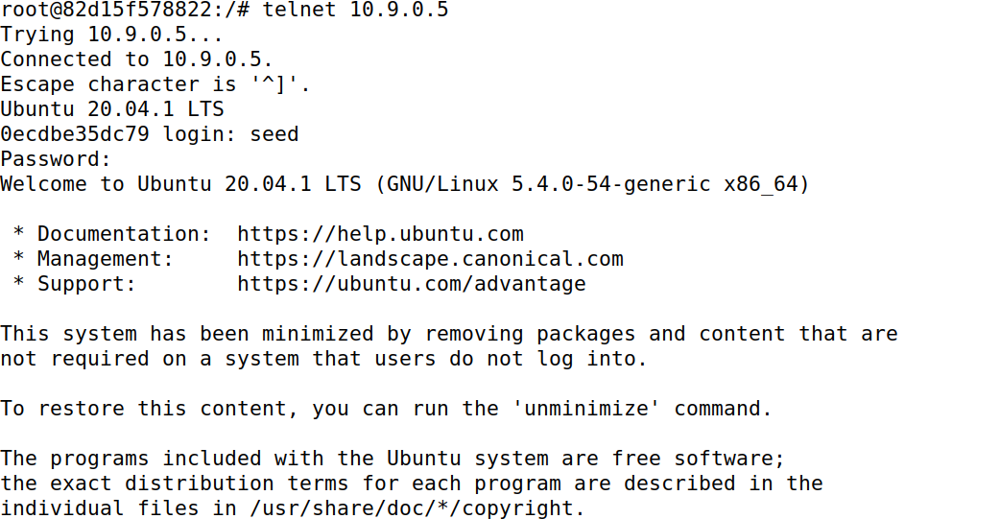 root@82d15f578822:/# telnet 10.9.0.5
Trying 10.9.0.5...
Connected to 10.9.0.5.
Escape character is '^]'.
Ubuntu 20.04.1 LTS
0ecdbe35dc79 login: seed
Password:
Welcome to Ubuntu 20.04.1 LTS (GNU/Linux 5.4.0-54-generic x86_64)

 * Documentation:  https://help.ubuntu.com
 * Management:     https://landscape.canonical.com
 * Support:        https://ubuntu.com/advantage

This system has been minimized by removing packages and content that are
not required on a system that users do not log into.

To restore this content, you can run the 'unminimize' command.

The programs included with the Ubuntu system are free software;
the exact distribution terms for each program are described in the
individual files in /usr/share/doc/*/copyright.